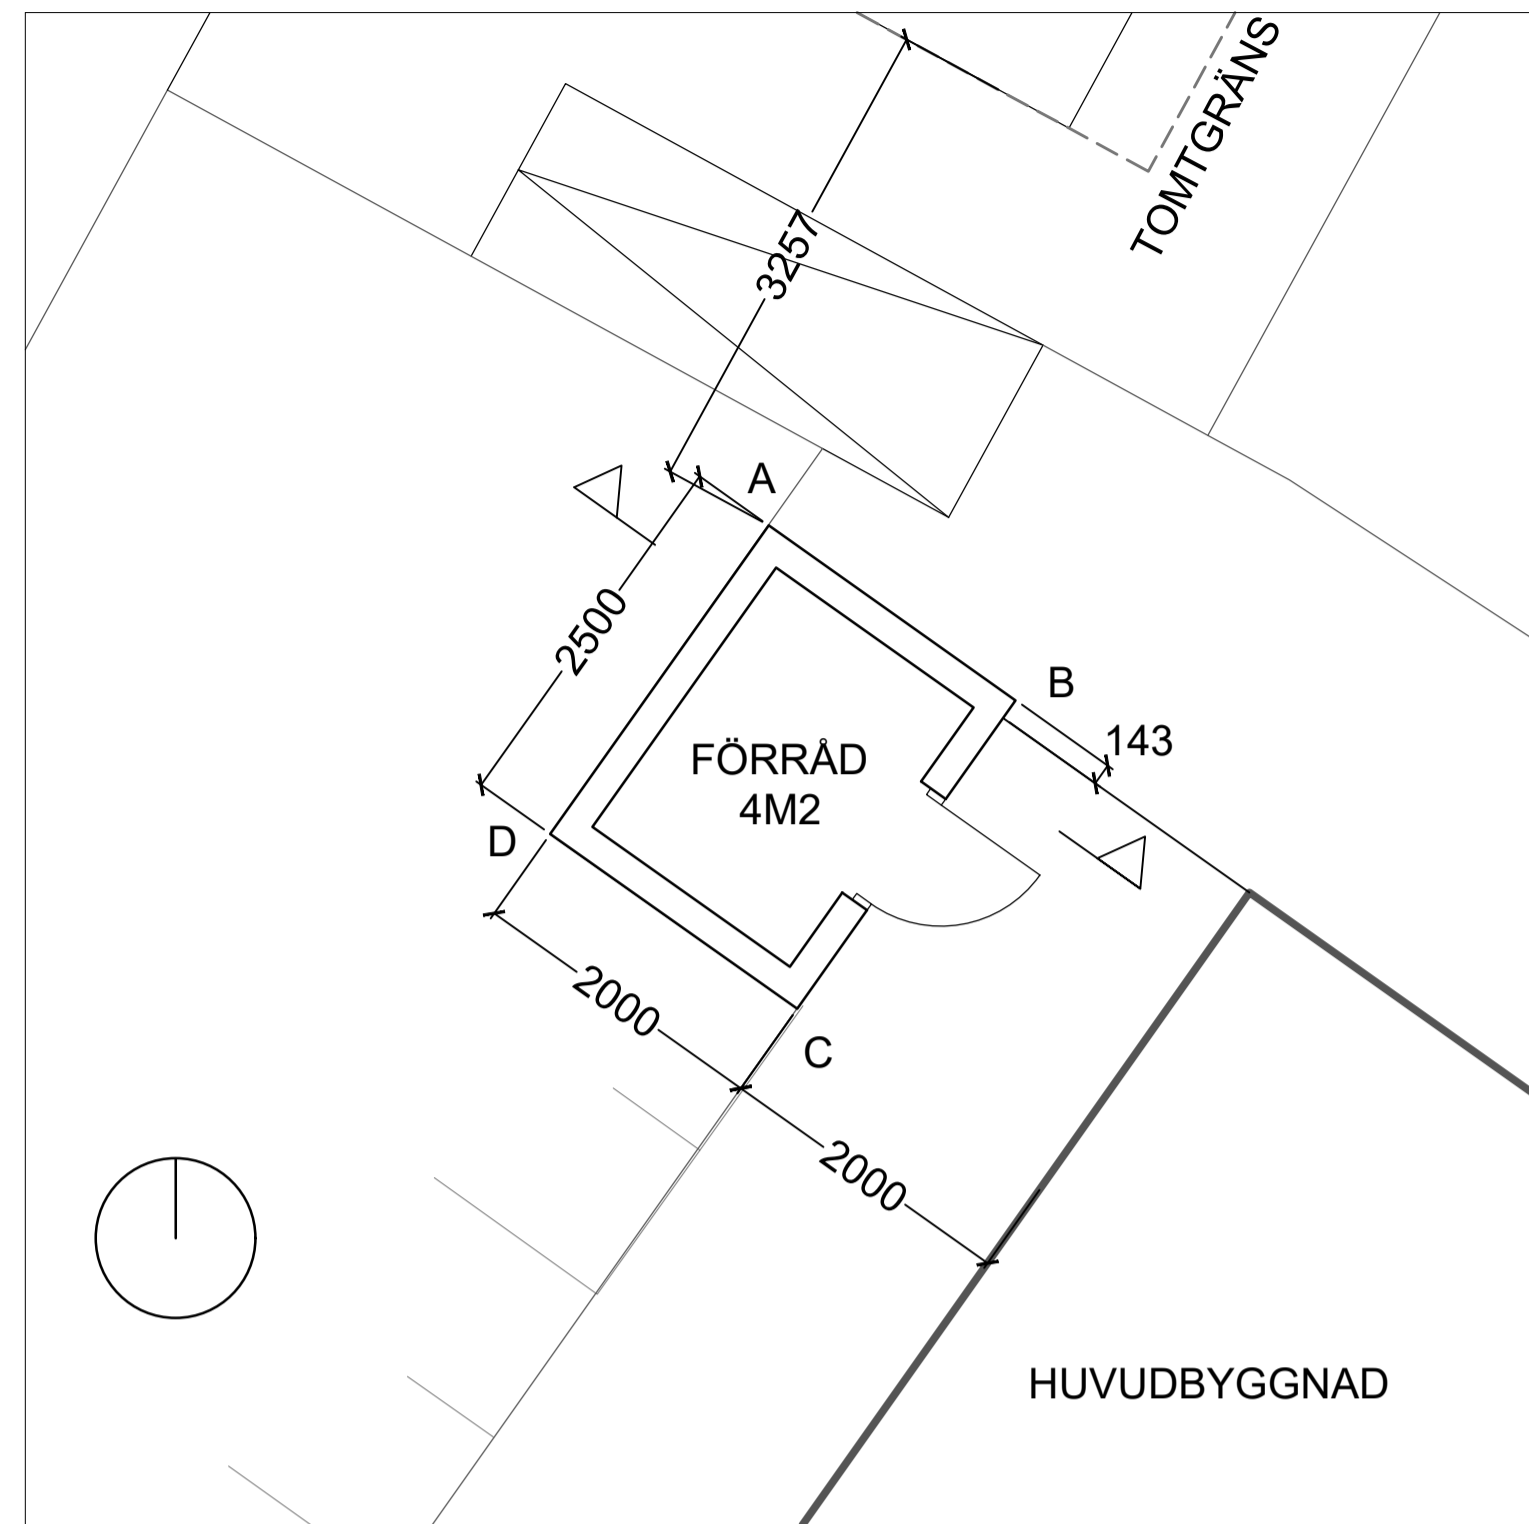 TOMTGRÄNS
3257
A
2500
B
143
FÖRRÅD
4M2
D
2000
C
2000
HUVUDBYGGNAD